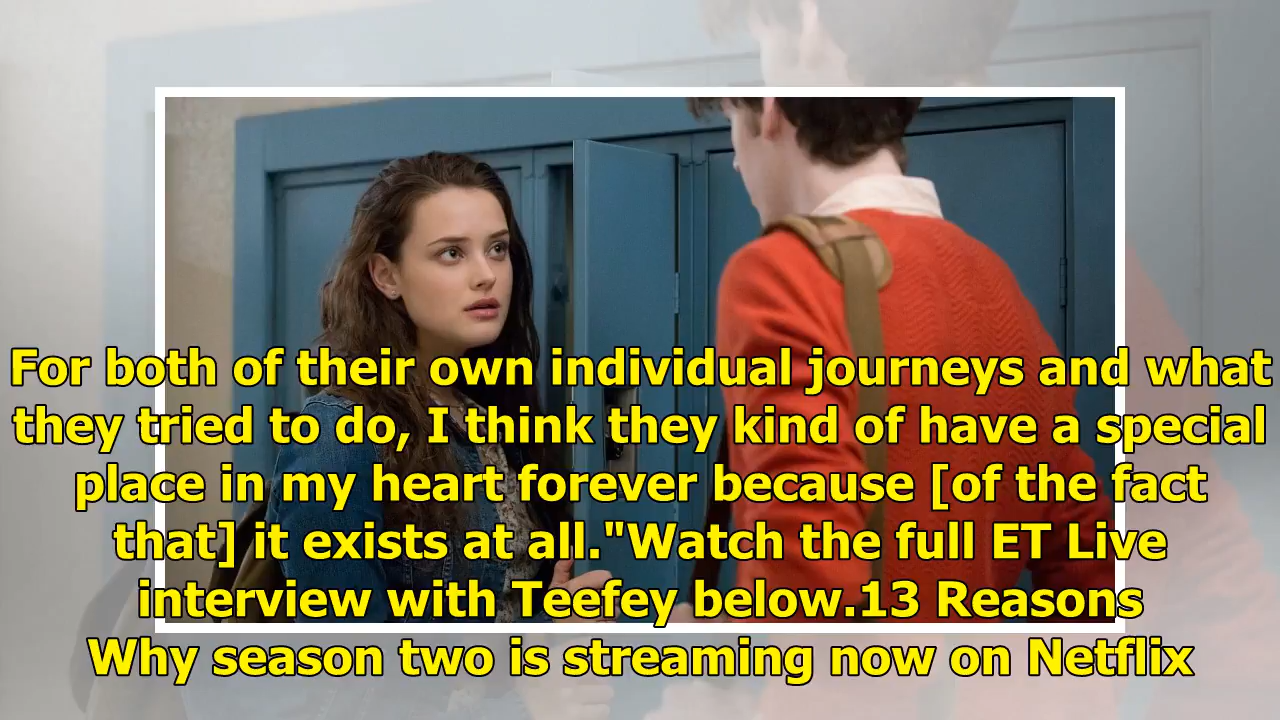 For both of their own individual journeys and what
they tried to do, I think they kind of have a special
place in my heart forever because [of the fact
that] it exists at all."Watch the full ET Live
interview with Teefey below.13 Reasons
Why season two is streaming now on Netflix